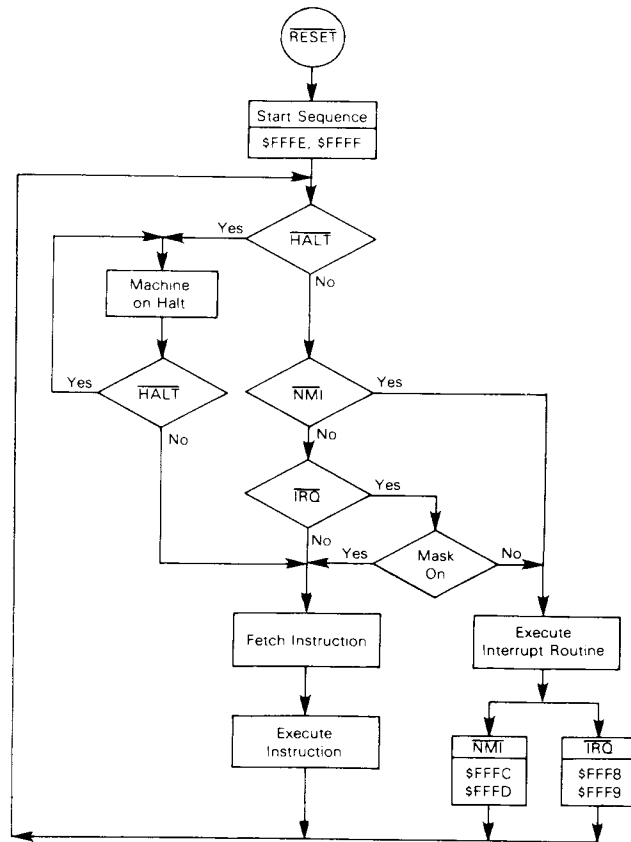 RESET
Start Sequence
$FFFE, $FFFF
Yes
HALT
No
Machine
on Halt
Yes
HALT
No
NMI
Yes
No
IRQ
Yes
No
Yes
Mask
On
No
Fetch Instruction
Execute
Interrupt Routine
Execute
Instruction
NMI
$FFFC
$FFFD
IRQ
$FFF8
$FFF9